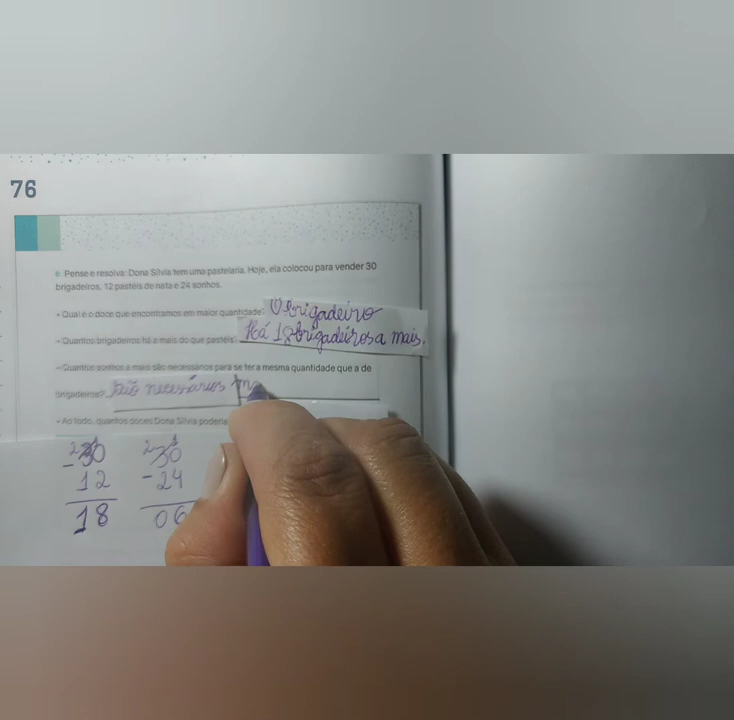 76
e. Pense e resolva: Dona Sílvia tem uma pastelaria. Hoje, ela colocou para vender 30
brigadeiros, 12 pastéis de nata e 24 sonhos.
- Qual é o doce que encontramos em maior quantidade? O brigadeiro
- Quantos brigadeiros há a mais do que pastéis? Há 18 brigadeiros a mais.
- Quantos sonhos a mais são necessários para se ter a mesma quantidade que a de
brigadeiros? São necessários
- Ao todo, quantos doces Dona Sílvia poderia
30 30
- 12 - 24
18 06